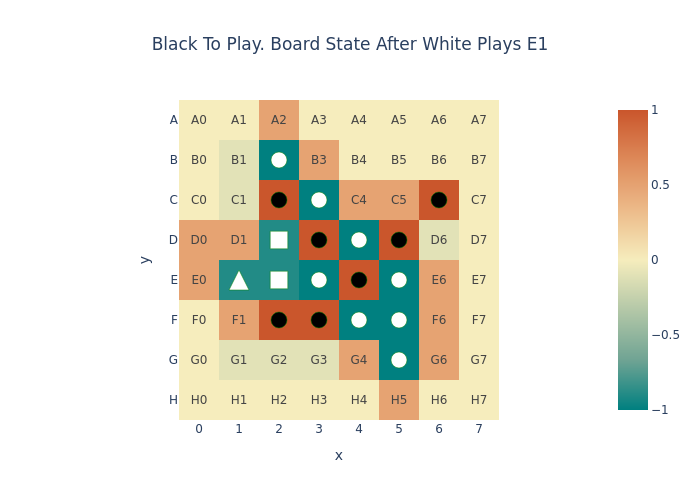 Black To Play. Board State After White Plays E1
A A0 A1 A2 A3 A4 A5 A6 A7
B B0 B1 B3 B4 B5 B6 B7
C C0 C1 C4 C5 C7
D D0 D1 D6 D7
E E0 E6 E7
F F0 F1 F6 F7
G G0 G1 G2 G3 G4 G6 G7
H H0 H1 H2 H3 H4 H5 H6 H7
0 1 2 3 4 5 6 7
x
y
1
0.5
0
−0.5
−1